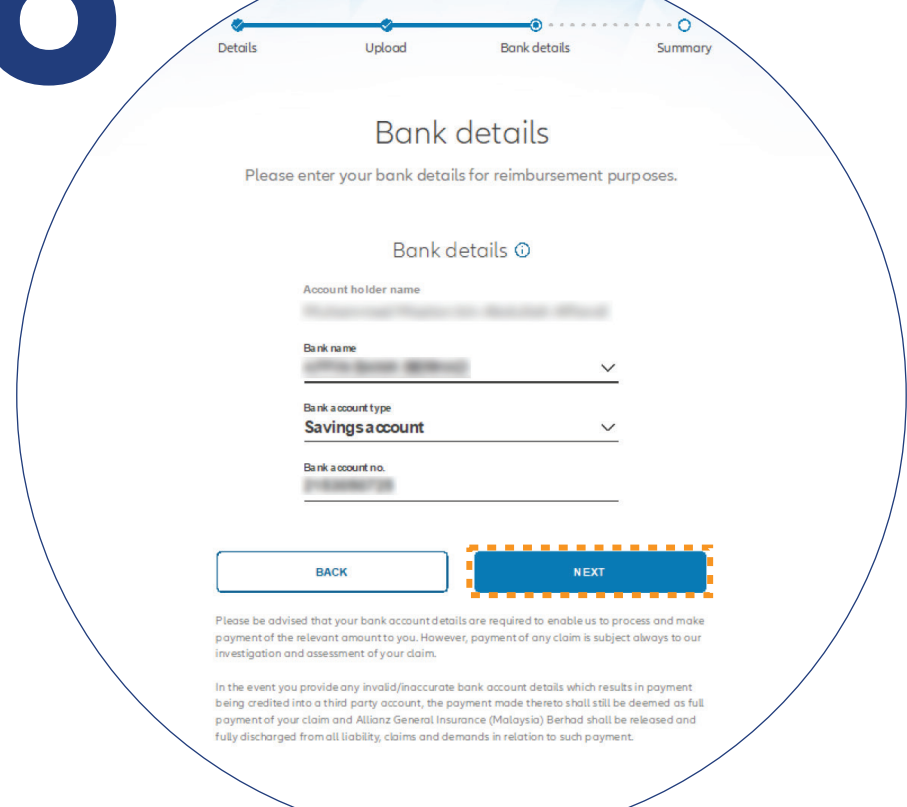 Details Upload Bank details Summary
Bank details
Please enter your bank details for reimbursement purposes.
Bank details
Account holder name
Bank name
Bank account type
Savings account
Bank account no.
BACK NEXT
Please be advised that your bank account details are required to enable us to process and make
payment of the relevant amount to you. However, payment of any claim is subject always to our
investigation and assessment of your claim.
In the event you provide any invalid/inaccurate bank account details which results in payment
being credited into a third party account, the payment made thereto shall still be deemed as full
payment of your claim and Allianz General Insurance (Malaysia) Berhad shall be released and
fully discharged from all liability, claims and demands in relation to such payment.